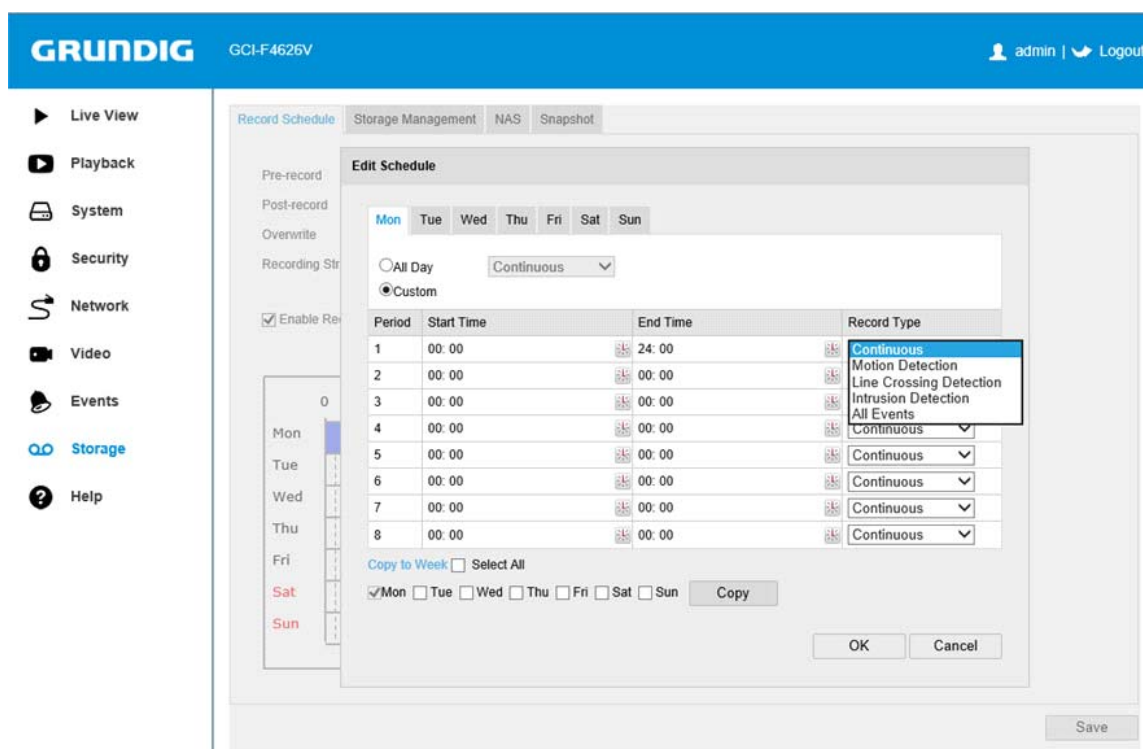 GRUNDIG GCI-F4626V admin | Logout
Live View
Playback
System
Security
Network
Video
Events
Storage
Help
Record Schedule Storage Management NAS Snapshot
Pre-record
Post-record
Overwrite
Recording Str
Enable Re
0
Mon
Tue
Wed
Thu
Fri
Sat
Sun
Edit Schedule
Mon Tue Wed Thu Fri Sat Sun
All Day Continuous
Custom
Period Start Time End Time Record Type
1 00: 00 24: 00 Continuous
Motion Detection
2 00: 00 00: 00
Line Crossing Detection
3 00: 00 00: 00 Intrusion Detection
All Events
4 00: 00 00: 00 Continuous
5 00: 00 00: 00 Continuous
6 00: 00 00: 00 Continuous
7 00: 00 00: 00 Continuous
8 00: 00 00: 00 Continuous
Copy to Week Select All
Mon Tue Wed Thu Fri Sat Sun Copy
OK Cancel
Save